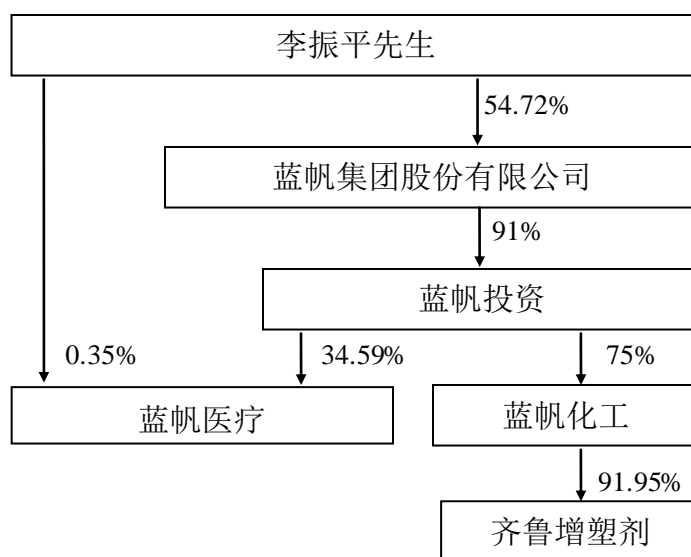 李振平先生
54.72%
蓝帆集团股份有限公司
91%
蓝帆投资
0.35%
34.59%
75%
蓝帆医疗
蓝帆化工
91.95%
齐鲁增塑剂